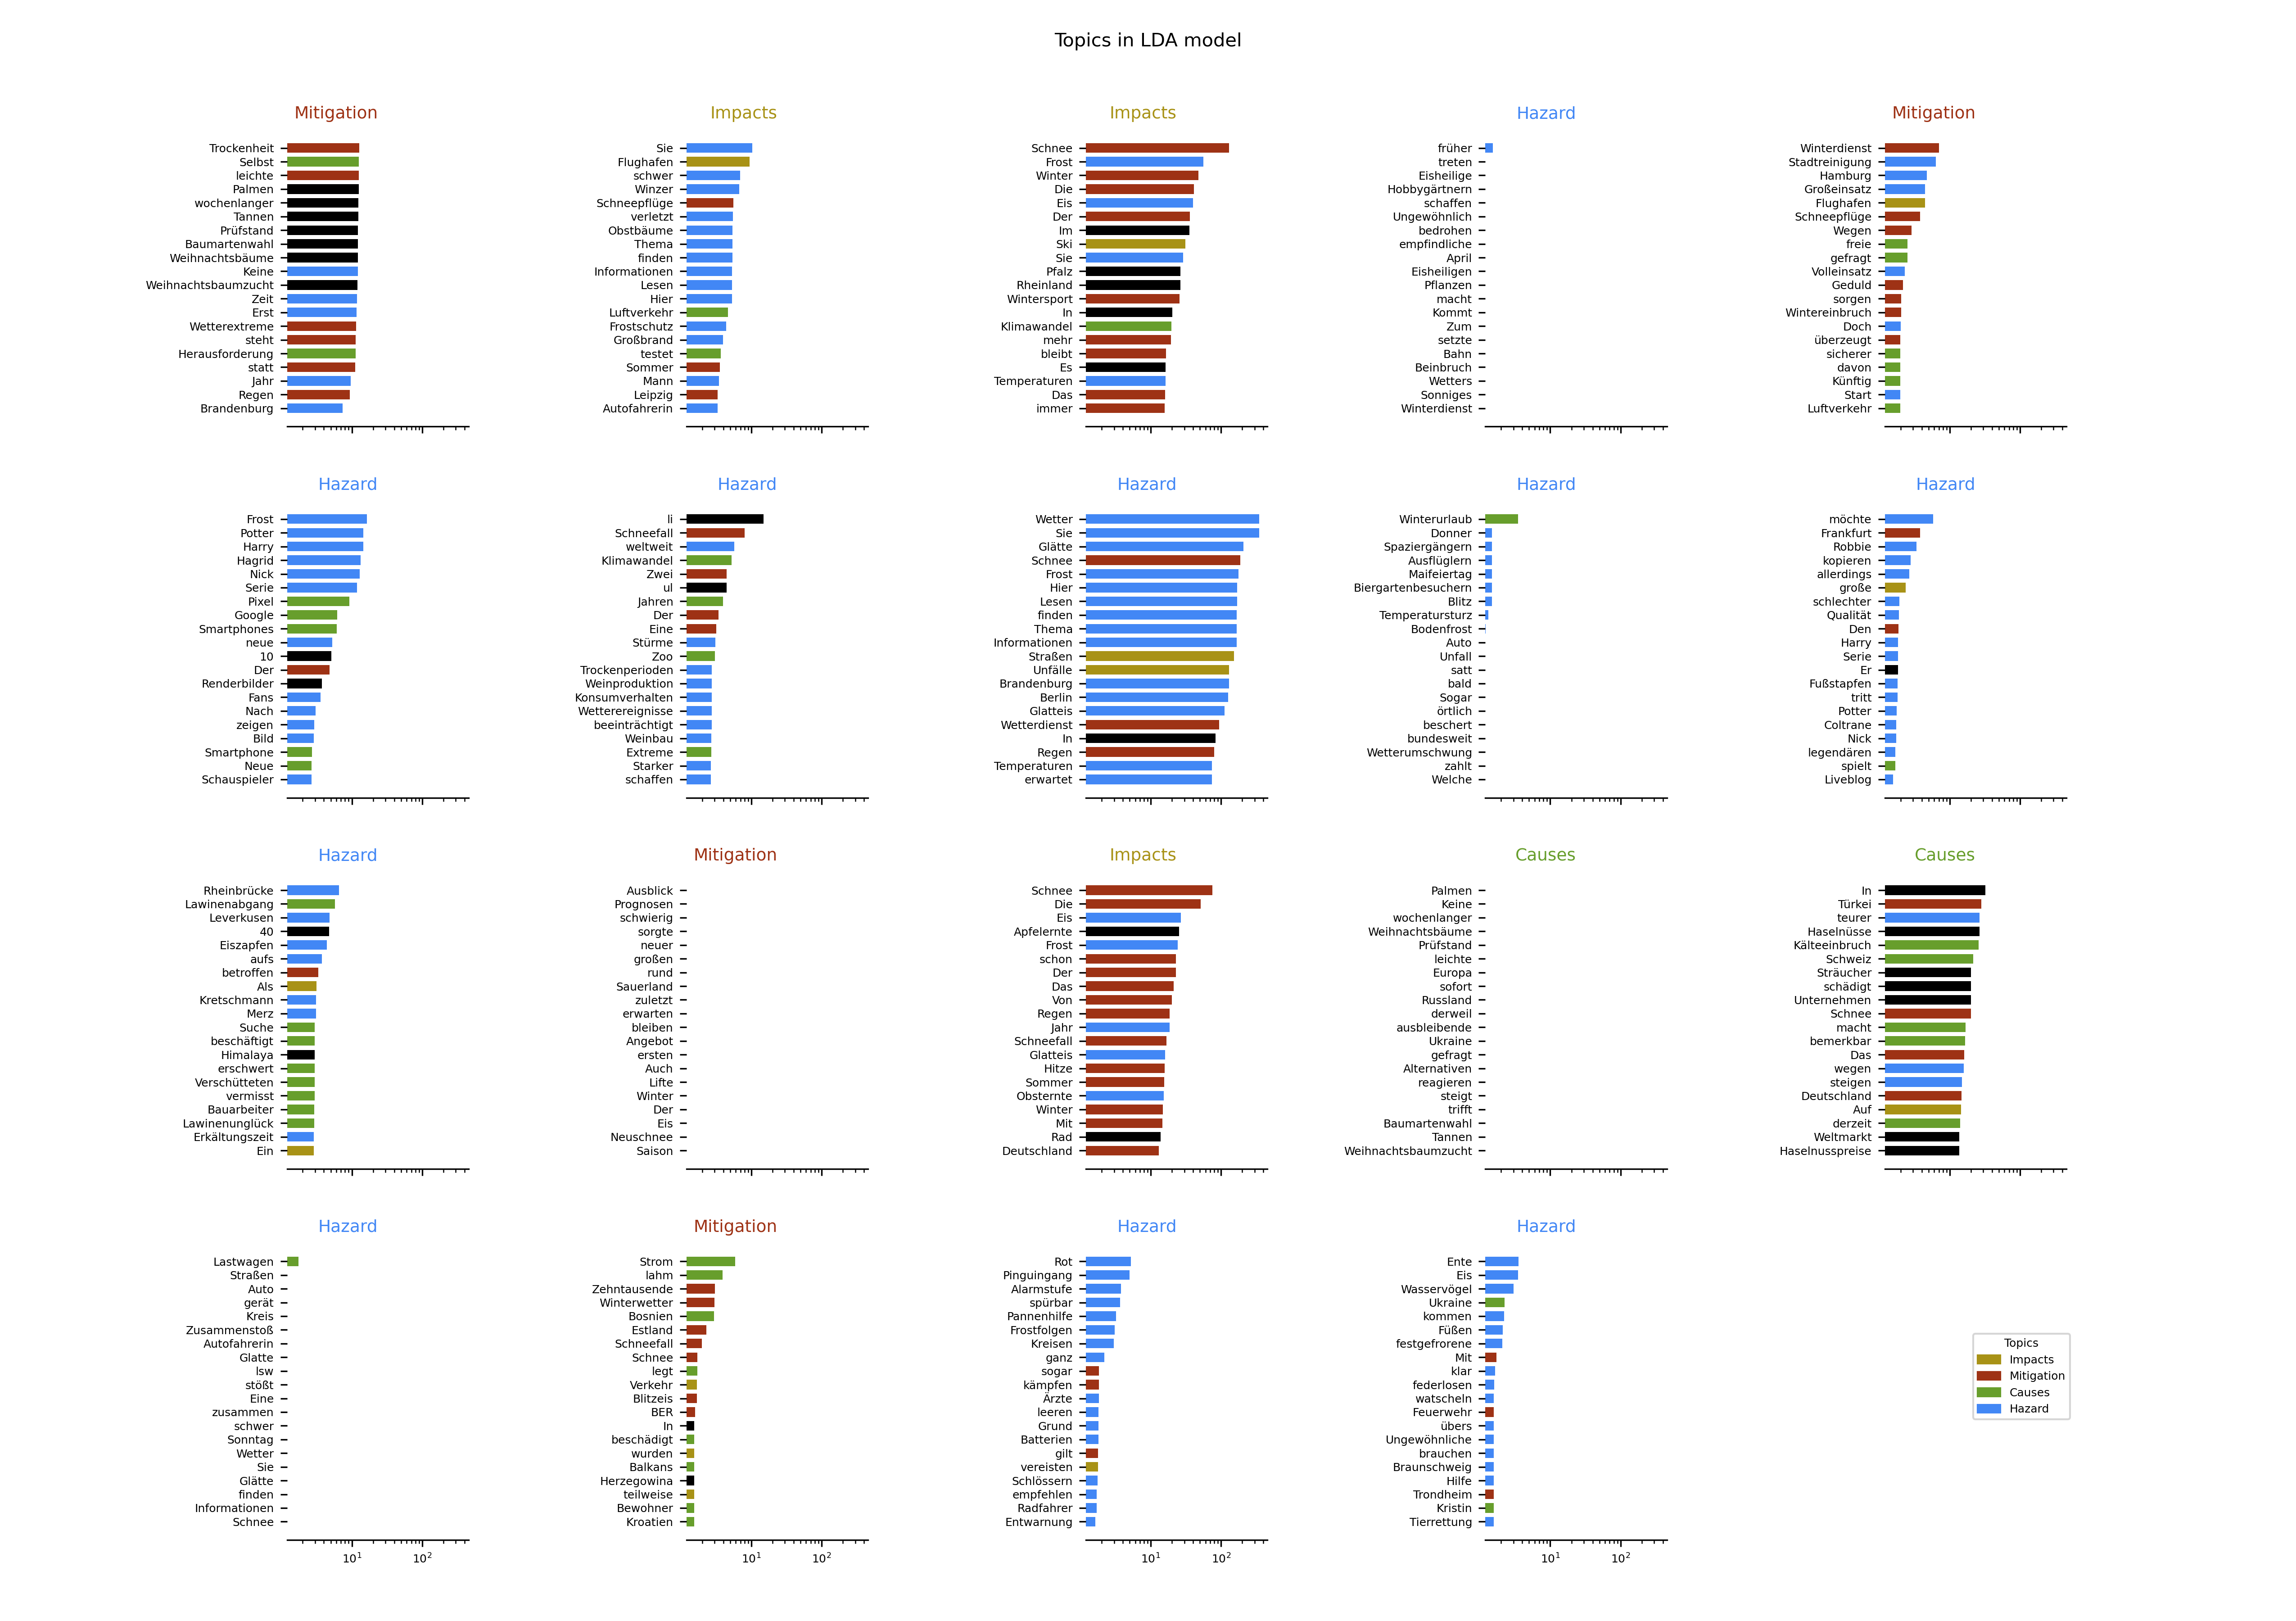 Topics in LDA model
Mitigation
Trockenheit
Selbst
leichte
Palmen
wochenlanger
Tannen
Prüfstand
Baumartenwahl
Weihnachtsbäume
Keine
Weihnachtsbaumzucht
Zeit
Erst
Wetterextreme
steht
Herausforderung
statt
Jahr
Regen
Brandenburg
Impacts
Sie
Flughafen
schwer
Winzer
Schneepflüge
verletzt
Obstbäume
Thema
finden
Informationen
Lesen
Hier
Luftverkehr
Frostschutz
Großbrand
testet
Sommer
Mann
Leipzig
Autofahrerin
Impacts
Schnee
Frost
Winter
Die
Eis
Der
Im
Ski
Sie
Pfalz
Rheinland
Wintersport
In
Klimawandel
mehr
bleibt
Es
Temperaturen
Das
immer
Hazard
früher
treten
Eisheilige
Hobbygärtnern
schaffen
Ungewöhnlich
bedrohen
empfindliche
April
Eisheiligen
Pflanzen
macht
Kommt
Zum
setzte
Bahn
Beinbruch
Wetters
Sonniges
Winterdienst
Mitigation
Winterdienst
Stadtreinigung
Hamburg
Großeinsatz
Flughafen
Schneepflüge
Wegen
freie
gefragt
Volleinsatz
Geduld
sorgen
Wintereinbruch
Doch
überzeugt
sicherer
davon
Künftig
Start
Luftverkehr
Hazard
Frost
Potter
Harry
Hagrid
Nick
Serie
Pixel
Google
Smartphones
neue
10
Der
Renderbilder
Fans
Nach
zeigen
Bild
Smartphone
Neue
Schauspieler
Hazard
li
Schneefall
weltweit
Klimawandel
Zwei
ul
Jahren
Der
Eine
Stürme
Zoo
Trockenperioden
Weinproduktion
Konsumverhalten
Wetterereignisse
beeinträchtigt
Weinbau
Extreme
Starker
schaffen
Hazard
Wetter
Sie
Glätte
Schnee
Frost
Hier
Lesen
finden
Thema
Informationen
Straßen
Unfälle
Brandenburg
Berlin
Glatteis
Wetterdienst
In
Regen
Temperaturen
erwartet
Hazard
Winterurlaub
Donner
Spaziergängern
Ausflüglern
Maifeiertag
Biergartenbesuchern
Blitz
Temperatursturz
Bodenfrost
Auto
Unfall
satt
bald
Sogar
örtlich
beschert
bundesweit
Wetterumschwung
zahlt
Welche
Hazard
möchte
Frankfurt
Robbie
kopieren
allerdings
große
schlechter
Qualität
Den
Harry
Serie
Er
Fußstapfen
tritt
Potter
Coltrane
Nick
legendären
spielt
Liveblog
Hazard
Rheinbrücke
Lawinenabgang
Leverkusen
40
Eiszapfen
aufs
betroffen
Als
Kretschmann
Merz
Suche
beschäftigt
Himalaya
erschwert
Verschütteten
vermisst
Bauarbeiter
Lawinenunglück
Erkältungszeit
Ein
Mitigation
Ausblick
Prognosen
schwierig
sorgte
neuer
großen
rund
Sauerland
zuletzt
erwarten
bleiben
Angebot
ersten
Auch
Lifte
Winter
Der
Eis
Neuschnee
Saison
Impacts
Schnee
Die
Eis
Apfelernte
Frost
schon
Der
Das
Von
Regen
Jahr
Schneefall
Glatteis
Hitze
Sommer
Obsternte
Winter
Mit
Rad
Deutschland
Causes
Palmen
Keine
wochenlanger
Weihnachtsbäume
Prüfstand
leichte
Europa
sofort
Russland
derweil
ausbleibende
Ukraine
gefragt
Alternativen
reagieren
steigt
trifft
Baumartenwahl
Tannen
Weihnachtsbaumzucht
Causes
In
Türkei
teurer
Haselnüsse
Kälteeinbruch
Schweiz
Sträucher
schädigt
Unternehmen
Schnee
macht
bemerkbar
Das
wegen
steigen
Deutschland
Auf
derzeit
Weltmarkt
Haselnusspreise
Hazard
Lastwagen
Straßen
Auto
gerät
Kreis
Zusammenstoß
Autofahrerin
Glatte
lsw
stößt
Eine
zusammen
schwer
Sonntag
Wetter
Sie
Glätte
finden
Informationen
Schnee
10¹ 10²
Mitigation
Strom
lahm
Zehntausende
Winterwetter
Bosnien
Estland
Schneefall
Schnee
legt
Verkehr
Blitzeis
BER
In
beschädigt
wurden
Balkans
Herzegowina
teilweise
Bewohner
Kroatien
10¹ 10²
Hazard
Rot
Pinguingang
Alarmstufe
spürbar
Pannenhilfe
Frostfolgen
Kreisen
ganz
sogar
kämpfen
Ärzte
leeren
Grund
Batterien
gilt
vereisten
Schlössern
empfehlen
Radfahrer
Entwarnung
10¹ 10²
Hazard
Ente
Eis
Wasservögel
Ukraine
kommen
Füßen
festgefrorene
Mit
klar
federlosen
watscheln
Feuerwehr
übers
Ungewöhnliche
brauchen
Braunschweig
Hilfe
Trondheim
Kristin
Tierrettung
10¹ 10²
Topics
Impacts
Mitigation
Causes
Hazard